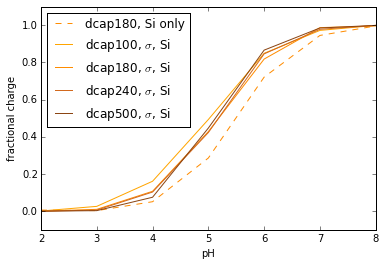 dcap180, Si only
dcap100, σ, Si
dcap180, σ, Si
dcap240, σ, Si
dcap500, σ, Si
fractional charge
1.0
0.8
0.6
0.4
0.2
0.0
2 3 4 5 6 7 8
pH